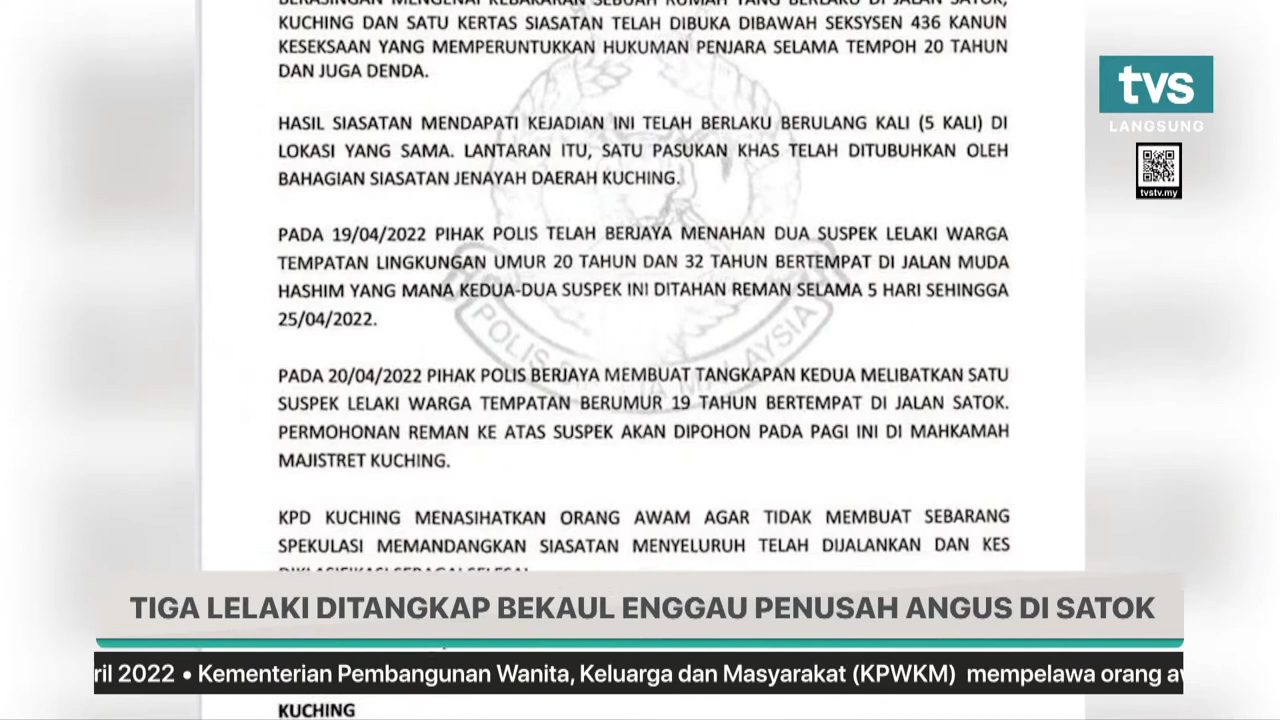 BERASINGAN MENGENAI KEBAKARAN SEBUAH RUMAH YANG BERLAKU DI JALAN SATOK,
KUCHING DAN SATU KERTAS SIASATAN TELAH DIBUKA DIBAWAH SEKSYSEN 436 KANUN
KESEKSAAN YANG MEMPERUNTUKKAN HUKUMAN PENJARA SELAMA TEMPOH 20 TAHUN
DAN JUGA DENDA.
HASIL SIASATAN MENDAPATI KEJADIAN INI TELAH BERLAKU BERULANG KALI (5 KALI) DI
LOKASI YANG SAMA. LANTARAN ITU, SATU PASUKAN KHAS TELAH DITUBUHKAN OLEH
BAHAGIAN SIASATAN JENAYAH DAERAH KUCHING.
PADA 19/04/2022 PIHAK POLIS TELAH BERJAYA MENAHAN DUA SUSPEK LELAKI WARGA
TEMPATAN LINGKUNGAN UMUR 20 TAHUN DAN 32 TAHUN BERTEMPAT DI JALAN MUDA
HASHIM YANG MANA KEDUA-DUA SUSPEK INI DITAHAN REMAN SELAMA 5 HARI SEHINGGA
25/04/2022.
PADA 20/04/2022 PIHAK POLIS BERJAYA MEMBUAT TANGKAPAN KEDUA MELIBATKAN SATU
SUSPEK LELAKI WARGA TEMPATAN BERUMUR 19 TAHUN BERTEMPAT DI JALAN SATOK.
PERMOHONAN REMAN KE ATAS SUSPEK AKAN DIPOHON PADA PAGI INI DI MAHKAMAH
MAJISTRET KUCHING.
KPD KUCHING MENASIHATKAN ORANG AWAM AGAR TIDAK MEMBUAT SEBARANG
SPEKULASI MEMANDANGKAN SIASATAN MENYELURUH TELAH DIJALANKAN DAN KES
DIKLASIFIKASI SEBAGAI SELESAI.
POLIS MALAYSIA
tvs
LANGSUNG
tvstv.my
TIGA LELAKI DITANGKAP BEKAUL ENGGAU PENUSAH ANGUS DI SATOK
ril 2022 • Kementerian Pembangunan Wanita, Keluarga dan Masyarakat (KPWKM) mempelawa orang
KUCHING